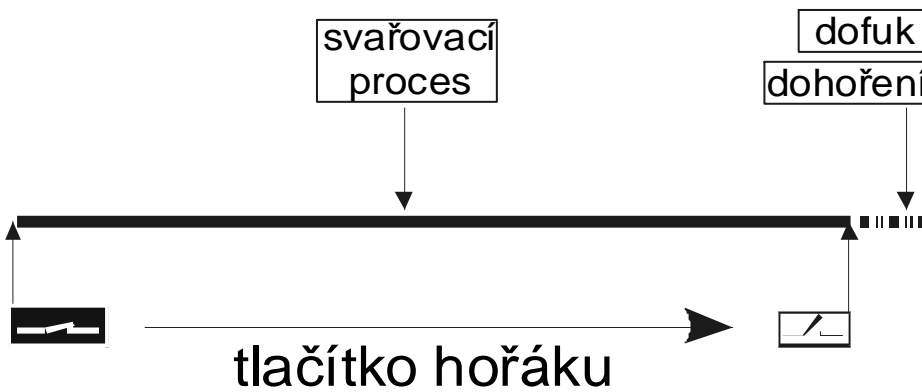 svařovací
proces
dofuk
dohoření
tlačítko hořáku